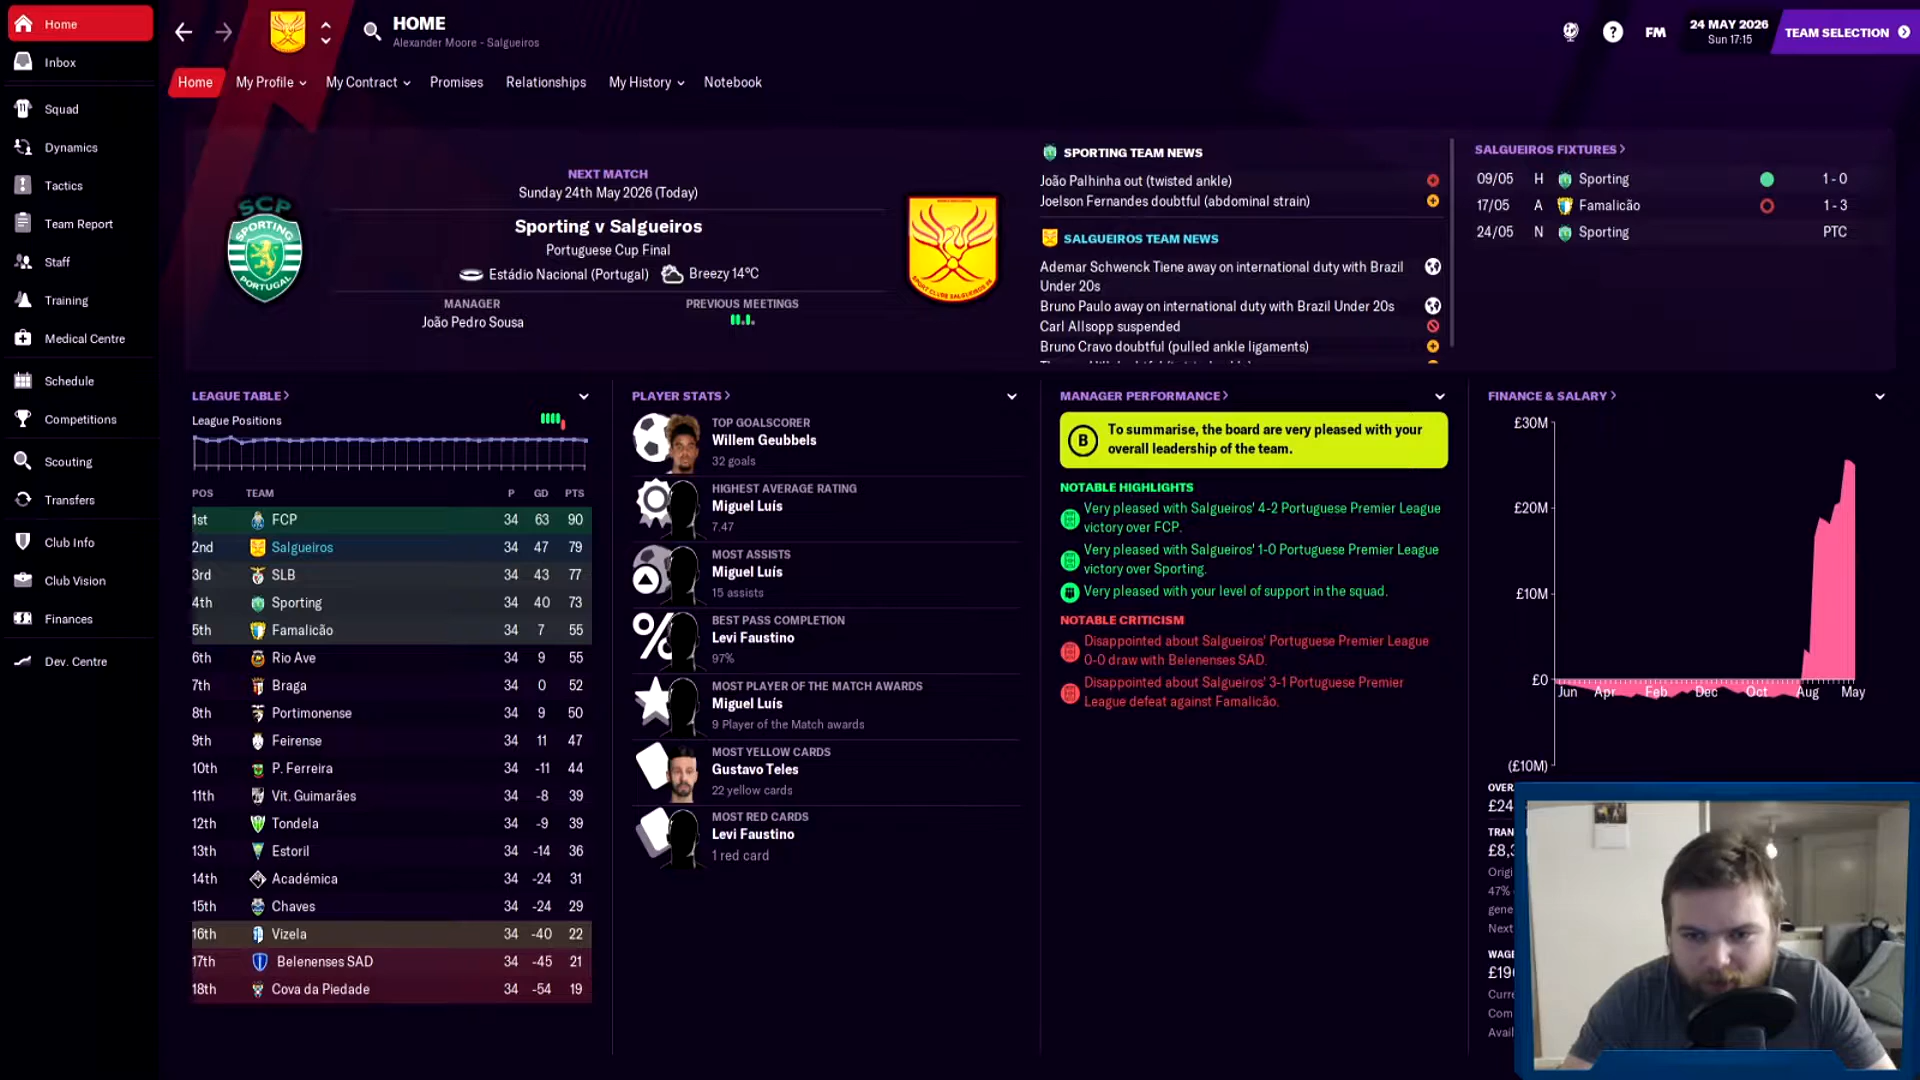 Home
Inbox
Squad
Dynamics
Tactics
Team Report
Staff
Training
Medical Centre
Schedule
Competitions
Scouting
Transfers
Club Info
Club Vision
Finances
Dev. Centre
HOME
Alexander Moore - Salgueiros
FM
24 MAY 2026
Sun 17:15
TEAM SELECTION
Home
My Profile
My Contract
Promises
Relationships
My History
Notebook
SCP
SPORTING
PORTUGAL
NEXT MATCH
Sunday 24th May 2026 (Today)
Sporting v Salgueiros
Portuguese Cup Final
Estádio Nacional (Portugal)
Breezy 14°C
MANAGER
João Pedro Sousa
PREVIOUS MEETINGS
SPORTING TEAM NEWS
João Palhinha out (twisted ankle)
Joelson Fernandes doubtful (abdominal strain)
SALGUEIROS TEAM NEWS
Ademar Schwenck Tiene away on international duty with Brazil
Under 20s
Bruno Paulo away on international duty with Brazil Under 20s
Carl Allsopp suspended
Bruno Cravo doubtful (pulled ankle ligaments)
SALGUEIROS FIXTURES
09/05 H Sporting 1 - 0
17/05 A Famalicão 1 - 3
24/05 N Sporting PTC
LEAGUE TABLE
League Positions
POS TEAM P GD PTS
1st FCP 34 63 90
2nd Salgueiros 34 47 79
3rd SLB 34 43 77
4th Sporting 34 40 73
5th Famalicão 34 7 55
6th Rio Ave 34 9 55
7th Braga 34 0 52
8th Portimonense 34 9 50
9th Feirense 34 11 47
10th P. Ferreira 34 -11 44
11th Vit. Guimarães 34 -8 39
12th Tondela 34 -9 39
13th Estoril 34 -14 36
14th Académica 34 -24 31
15th Chaves 34 -24 29
16th Vizela 34 -40 22
17th Belenenses SAD 34 -45 21
18th Cova da Piedade 34 -54 19
PLAYER STATS
TOP GOALSCORER
Willem Geubbels
32 goals
HIGHEST AVERAGE RATING
Miguel Luís
7.47
MOST ASSISTS
Miguel Luís
15 assists
BEST PASS COMPLETION
Levi Faustino
97%
MOST PLAYER OF THE MATCH AWARDS
Miguel Luís
9 Player of the Match awards
MOST YELLOW CARDS
Gustavo Teles
22 yellow cards
MOST RED CARDS
Levi Faustino
1 red card
MANAGER PERFORMANCE
B
To summarise, the board are very pleased with your
overall leadership of the team.
NOTABLE HIGHLIGHTS
Very pleased with Salgueiros' 4-2 Portuguese Premier League
victory over FCP.
Very pleased with Salgueiros' 1-0 Portuguese Premier League
victory over Sporting.
Very pleased with your level of support in the squad.
NOTABLE CRITICISM
Disappointed about Salgueiros' Portuguese Premier League
0-0 draw with Belenenses SAD.
Disappointed about Salgueiros' 3-1 Portuguese Premier
League defeat against Famalicão.
FINANCE & SALARY
£30M
£20M
£10M
£0
(£10M)
Jun Apr Feb Dec Oct Aug May
47%
Next